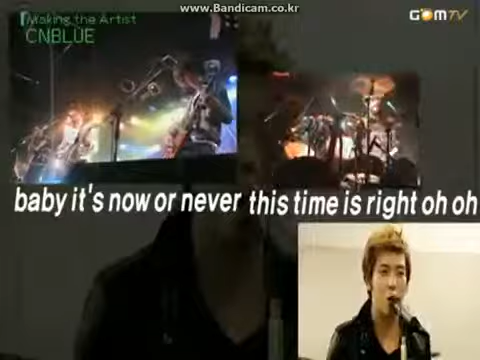 www.Bandicam.co.kr
Making the Artist
CNBLUE
GOMTV
baby it's now or never this time is right oh oh